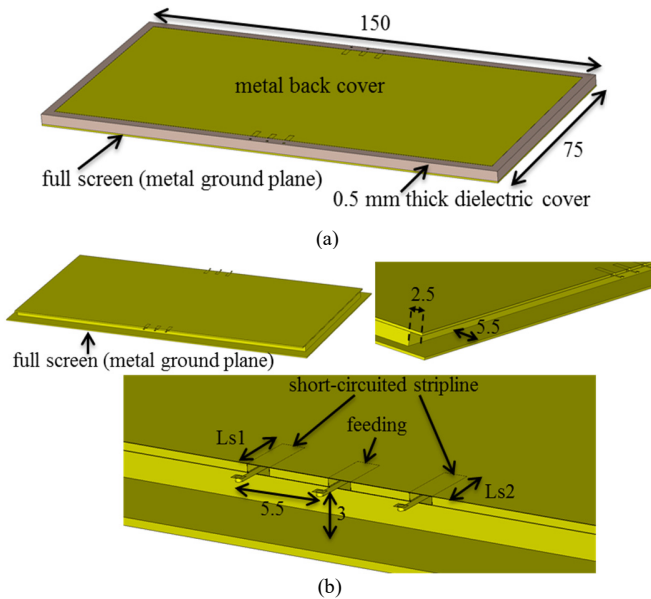 150
metal back cover
75
full screen (metal ground plane)
0.5 mm thick dielectric cover
(a)
2.5
5.5
full screen (metal ground plane)
short-circuited stripline
Ls1
feeding
Ls2
5.5
3
(b)